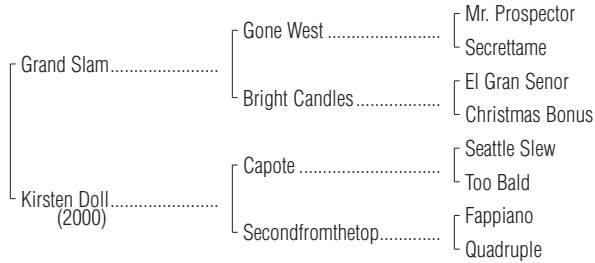 Mr. Prospector
Gone West
Secrettame
Grand Slam
El Gran Senor
Bright Candles
Christmas Bonus
Seattle Slew
Capote
Too Bald
Kirsten Doll
(2000)
Fappiano
Secondfromthetop
Quadruple